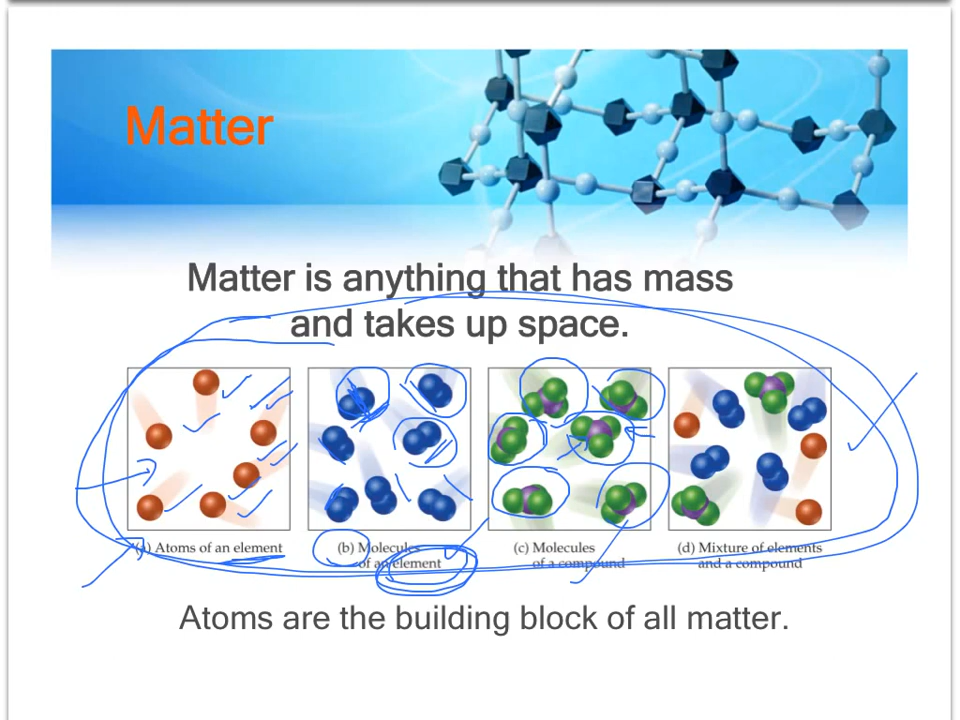 Matter
Matter is anything that has mass
and takes up space.
(a) Atoms of an element
(b) Molecules
of an element
(c) Molecules
of a compound
(d) Mixture of elements
and a compound
Atoms are the building block of all matter.